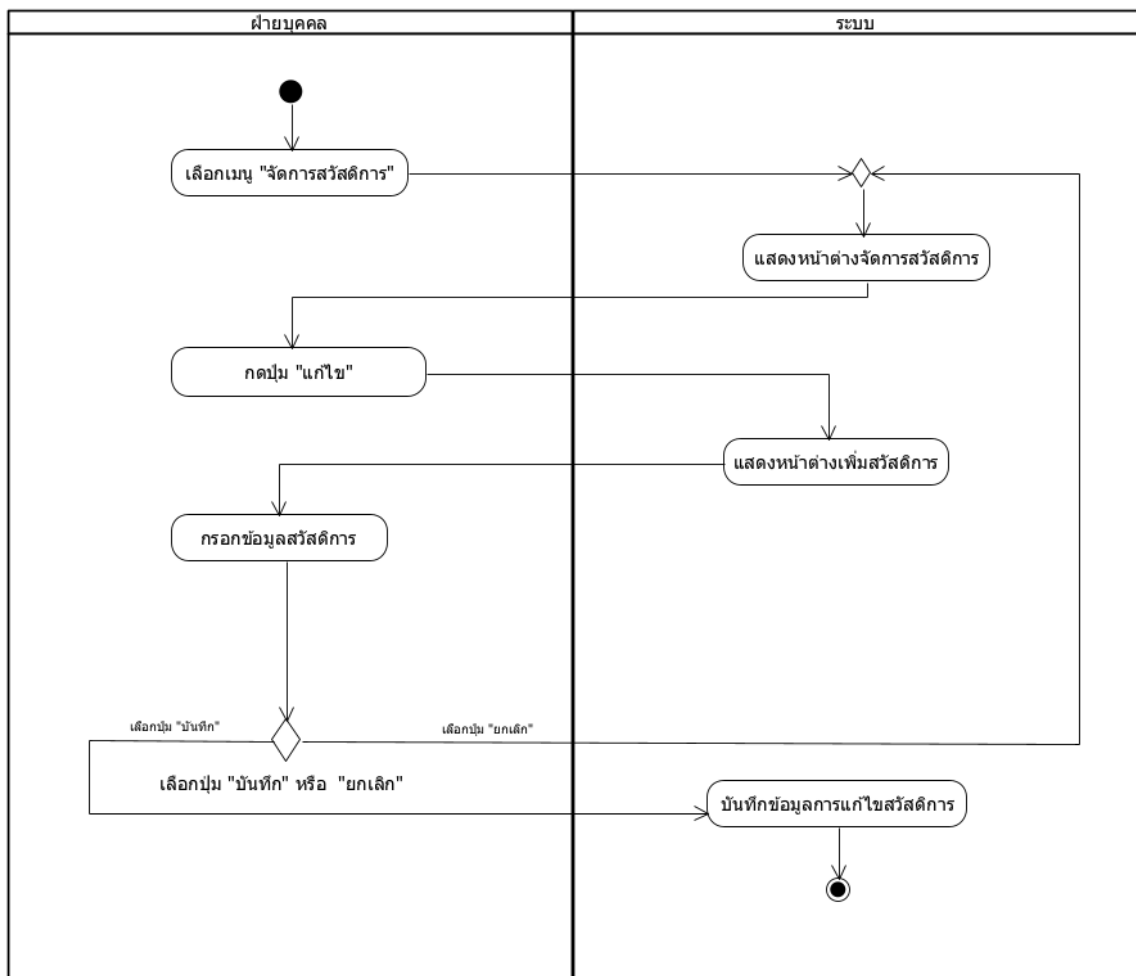 ฝ่ายบุคคล
ระบบ
เลือกเมนู "จัดการสวัสดิการ"
แสดงหน้าต่างจัดการสวัสดิการ
กดปุ่ม "แก้ไข"
แสดงหน้าต่างเพิ่มสวัสดิการ
กรอกข้อมูลสวัสดิการ
เลือกปุ่ม "บันทึก"
เลือกปุ่ม "ยกเลิก"
เลือกปุ่ม "บันทึก" หรือ "ยกเลิก"
บันทึกข้อมูลการแก้ไขสวัสดิการ